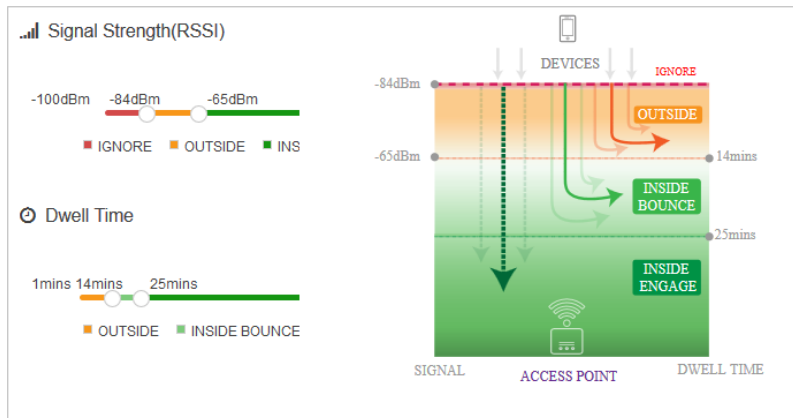 Signal Strength(RSSI)
-100dBm -84dBm -65dBm
IGNORE OUTSIDE INS
Dwell Time
1mins 14mins 25mins
OUTSIDE INSIDE BOUNCE
DEVICES
IGNORE
-84dBm
OUTSIDE
-65dBm
14mins
INSIDE
BOUNCE
25mins
INSIDE
ENGAGE
SIGNAL
ACCESS POINT
DWELL TIME